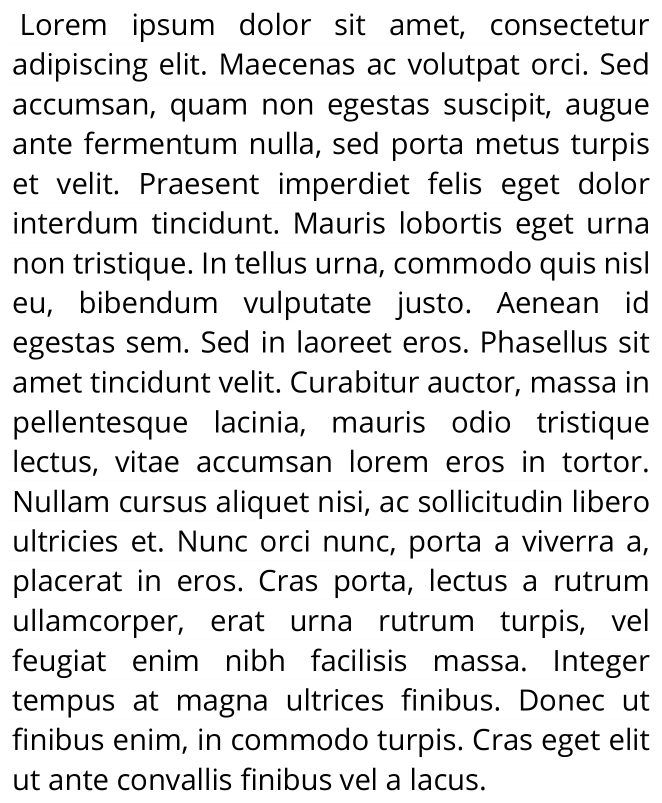 Lorem ipsum dolor sit amet, consectetur
adipiscing elit. Maecenas ac volutpat orci. Sed
accumsan, quam non egestas suscipit, augue
ante fermentum nulla, sed porta metus turpis
et velit. Praesent imperdiet felis eget dolor
interdum tincidunt. Mauris lobortis eget urna
non tristique. In tellus urna, commodo quis nisl
eu, bibendum vulputate justo. Aenean id
egestas sem. Sed in laoreet eros. Phasellus sit
amet tincidunt velit. Curabitur auctor, massa in
pellentesque lacinia, mauris odio tristique
lectus, vitae accumsan lorem eros in tortor.
Nullam cursus aliquet nisi, ac sollicitudin libero
ultricies et. Nunc orci nunc, porta a viverra a,
placerat in eros. Cras porta, lectus a rutrum
ullamcorper, erat urna rutrum turpis, vel
feugiat enim nibh facilisis massa. Integer
tempus at magna ultrices finibus. Donec ut
finibus enim, in commodo turpis. Cras eget elit
ut ante convallis finibus vel a lacus.